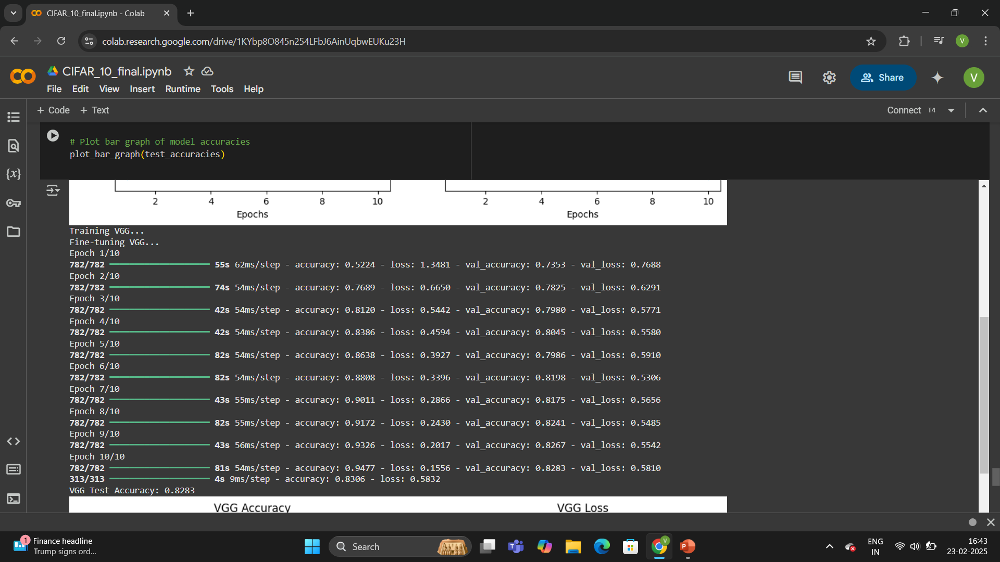 CIFAR_10_final.ipynb - Colab
colab.research.google.com/drive/1KYbp8O845n254LFbJ6AinUqbwEUKu23H
V
CIFAR_10_final.ipynb
File Edit View Insert Runtime Tools Help
Share
V
+ Code + Text
Connect T4
{x}
# Plot bar graph of model accuracies
plot_bar_graph(test_accuracies)
2 4 6 8 10 2 4 6 8 10
Epochs Epochs
Training VGG...
Fine-tuning VGG...
Epoch 1/10
782/782 55s 62ms/step - accuracy: 0.5224 - loss: 1.3481 - val_accuracy: 0.7353 - val_loss: 0.7688
Epoch 2/10
782/782 74s 54ms/step - accuracy: 0.7689 - loss: 0.6650 - val_accuracy: 0.7825 - val_loss: 0.6291
Epoch 3/10
782/782 42s 54ms/step - accuracy: 0.8120 - loss: 0.5442 - val_accuracy: 0.7980 - val_loss: 0.5771
Epoch 4/10
782/782 42s 54ms/step - accuracy: 0.8386 - loss: 0.4594 - val_accuracy: 0.8045 - val_loss: 0.5580
Epoch 5/10
782/782 82s 54ms/step - accuracy: 0.8638 - loss: 0.3927 - val_accuracy: 0.7986 - val_loss: 0.5910
Epoch 6/10
782/782 82s 54ms/step - accuracy: 0.8808 - loss: 0.3396 - val_accuracy: 0.8198 - val_loss: 0.5306
Epoch 7/10
782/782 43s 55ms/step - accuracy: 0.9011 - loss: 0.2866 - val_accuracy: 0.8175 - val_loss: 0.5656
Epoch 8/10
782/782 82s 55ms/step - accuracy: 0.9172 - loss: 0.2430 - val_accuracy: 0.8241 - val_loss: 0.5485
Epoch 9/10
782/782 43s 56ms/step - accuracy: 0.9326 - loss: 0.2017 - val_accuracy: 0.8267 - val_loss: 0.5542
Epoch 10/10
782/782 81s 54ms/step - accuracy: 0.9477 - loss: 0.1556 - val_accuracy: 0.8283 - val_loss: 0.5810
313/313 4s 9ms/step - accuracy: 0.8306 - loss: 0.5832
VGG Test Accuracy: 0.8283
VGG Accuracy VGG Loss
1
Finance headline
Trump signs ord...
Search
ENG
IN
16:43
23-02-2025